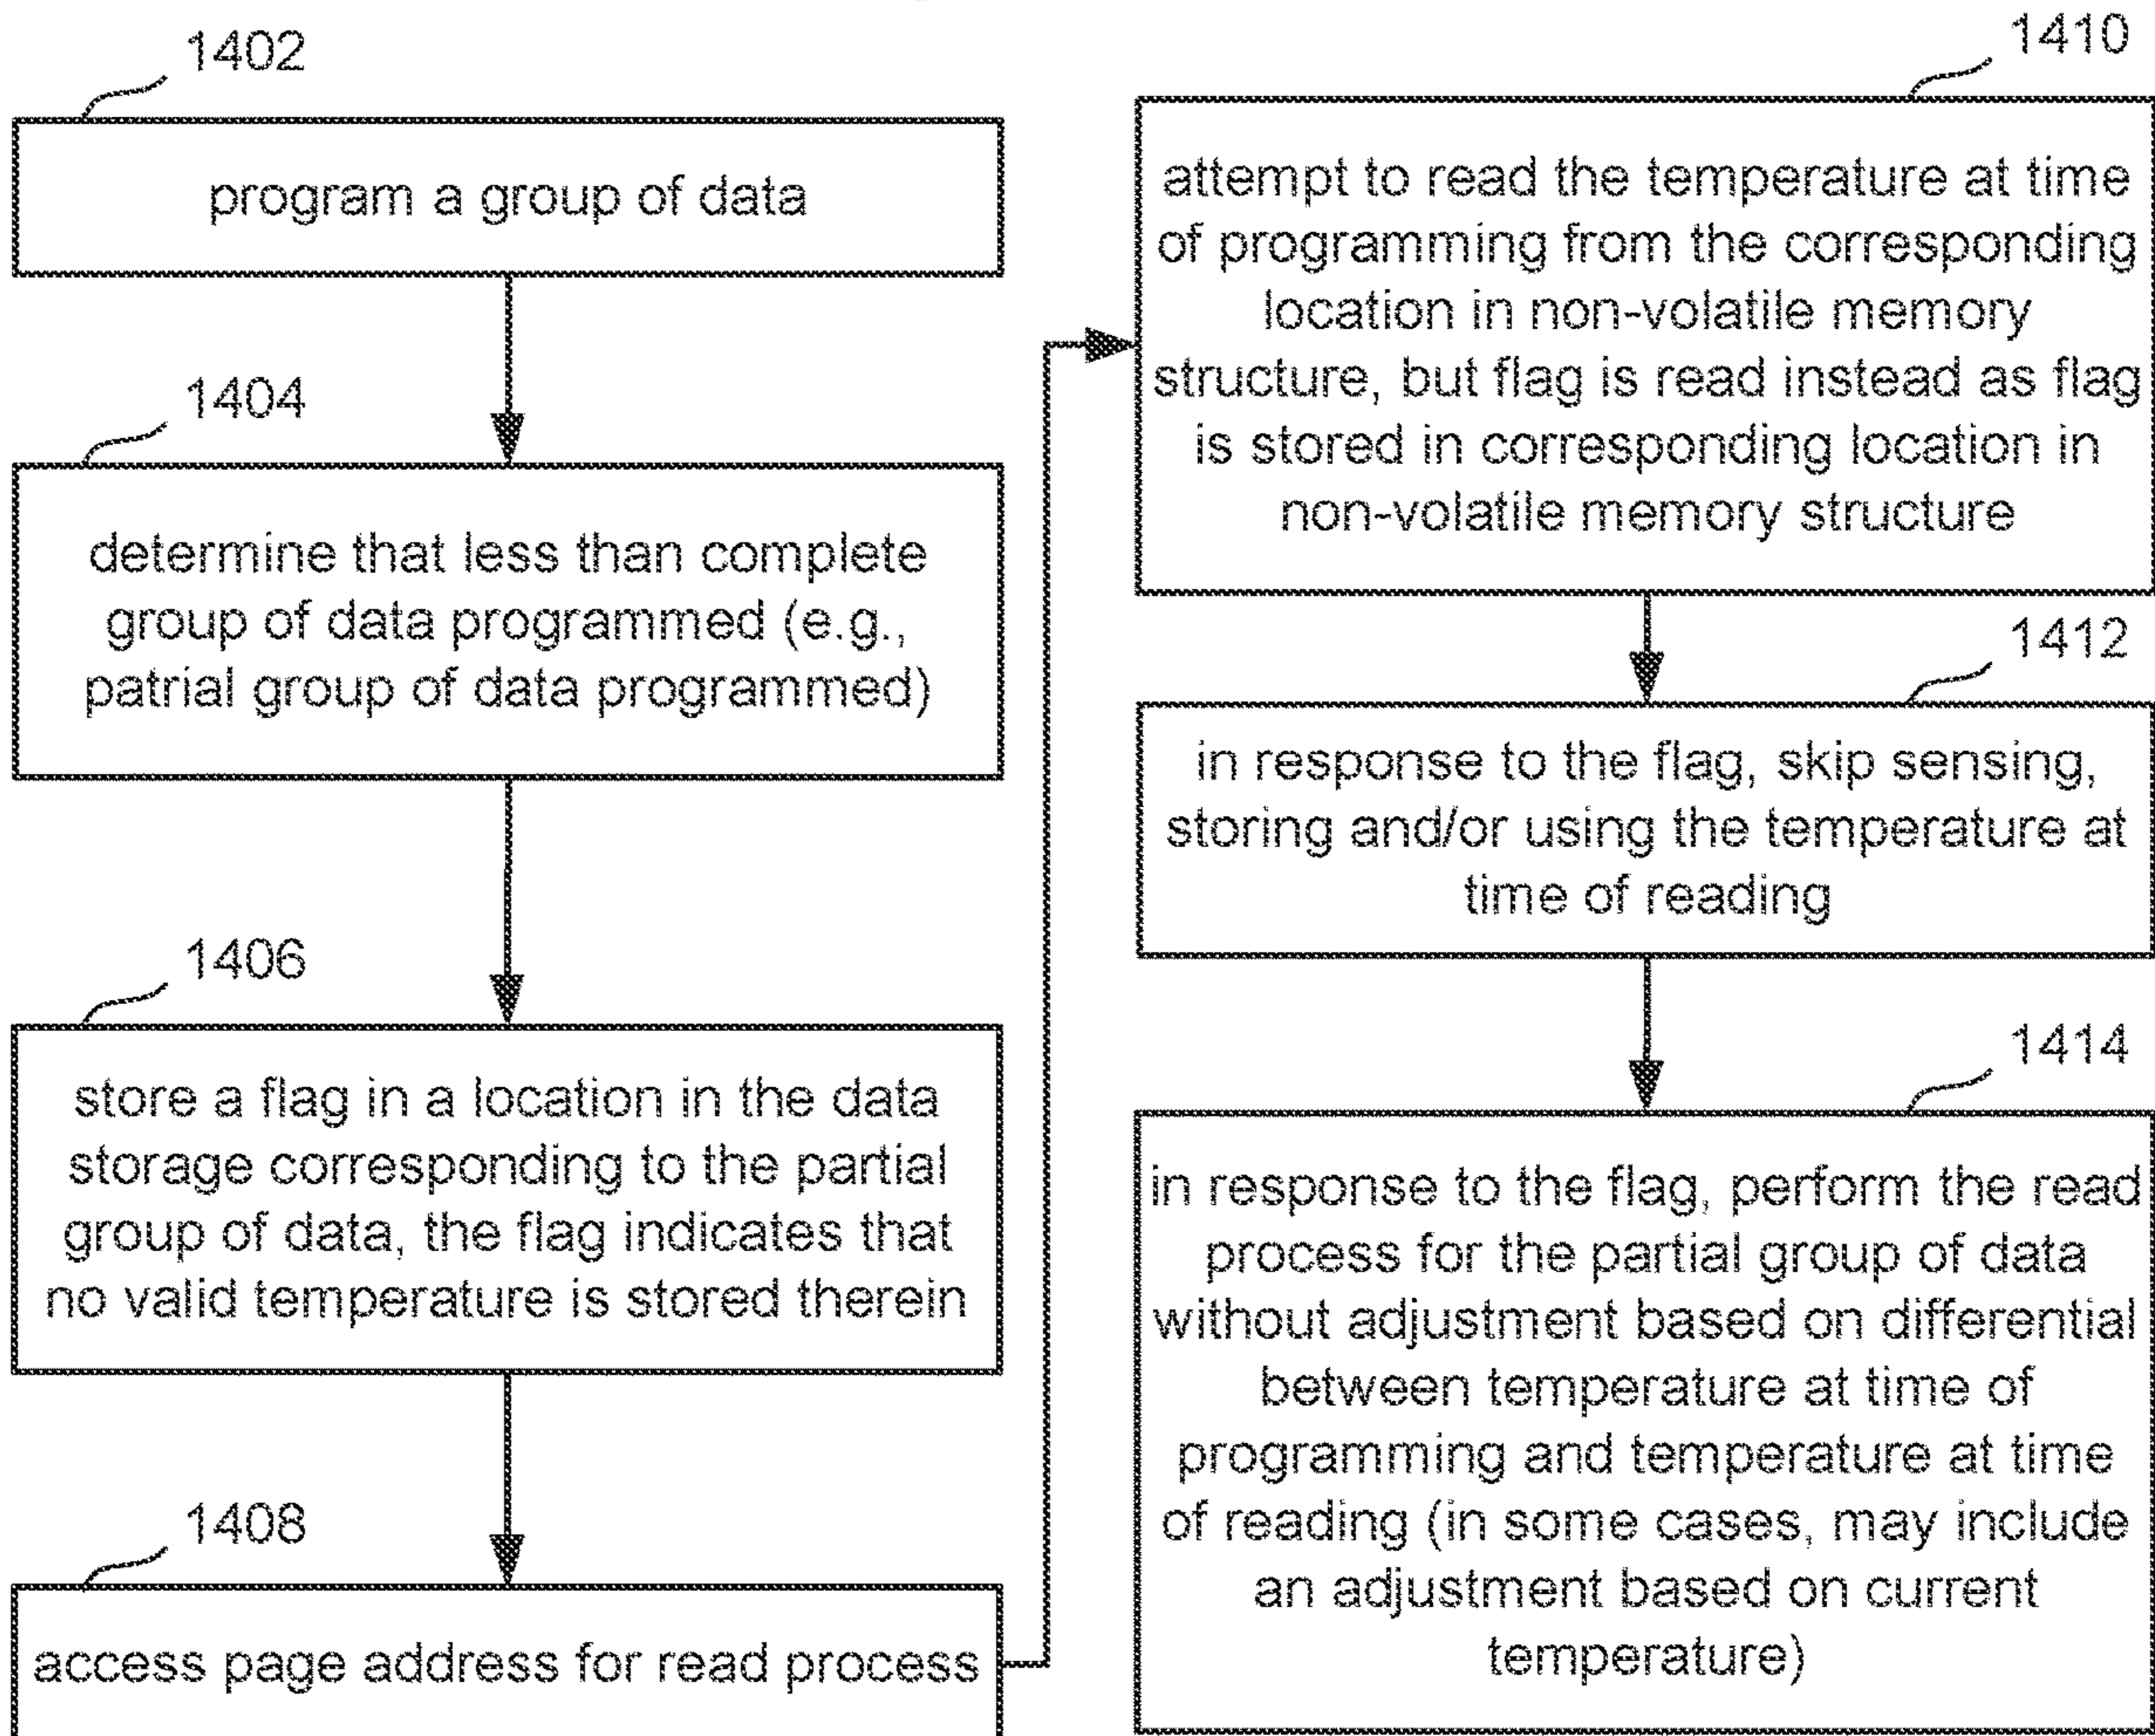 1402
program a group of data
1404
determine that less than complete
group of data programmed (e.g.,
patrial group of data programmed)
1406
store a flag in a location in the data
storage corresponding to the partial
group of data, the flag indicates that
no valid temperature is stored therein
1408
access page address for read process
1410
attempt to read the temperature at time
of programming from the corresponding
location in non-volatile memory
structure, but flag is read instead as flag
is stored in corresponding location in
non-volatile memory structure
1412
in response to the flag, skip sensing,
storing and/or using the temperature at
time of reading
1414
in response to the flag, perform the read
process for the partial group of data
without adjustment based on differential
between temperature at time of
programming and temperature at time
of reading (in some cases, may include
an adjustment based on current
temperature)